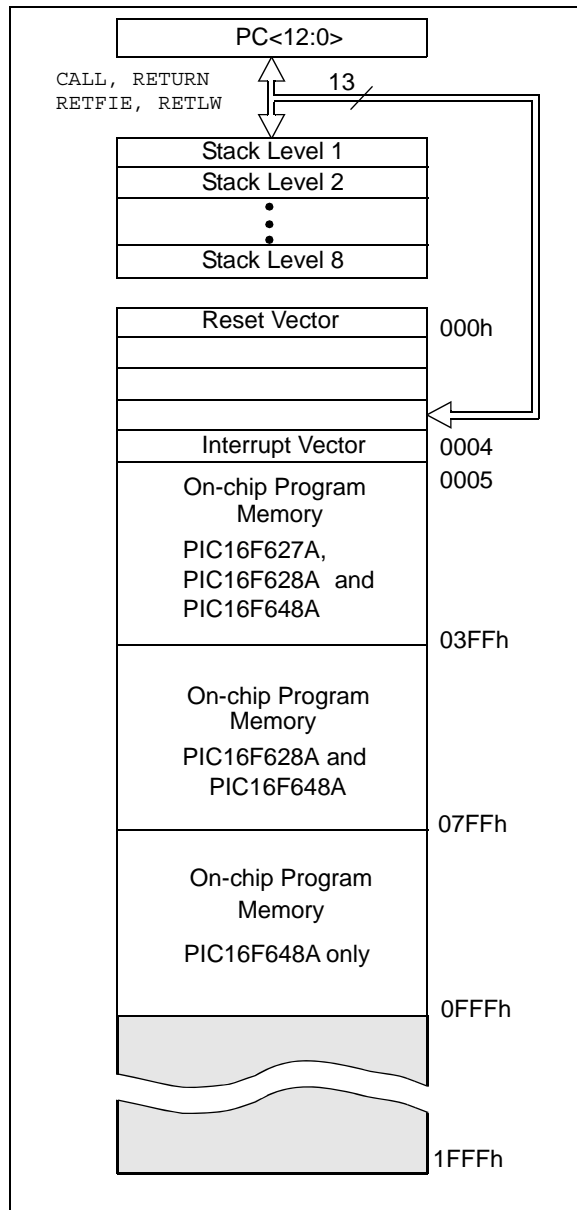 PC<12:0>
CALL, RETURN
RETFIE, RETLW
13
Stack Level 1
Stack Level 2
Stack Level 8
Reset Vector
000h
Interrupt Vector
0004
0005
On-chip Program
Memory
PIC16F627A,
PIC16F628A and
PIC16F648A
03FFh
On-chip Program
Memory
PIC16F628A and
PIC16F648A
07FFh
On-chip Program
Memory
PIC16F648A only
0FFFh
1FFFh